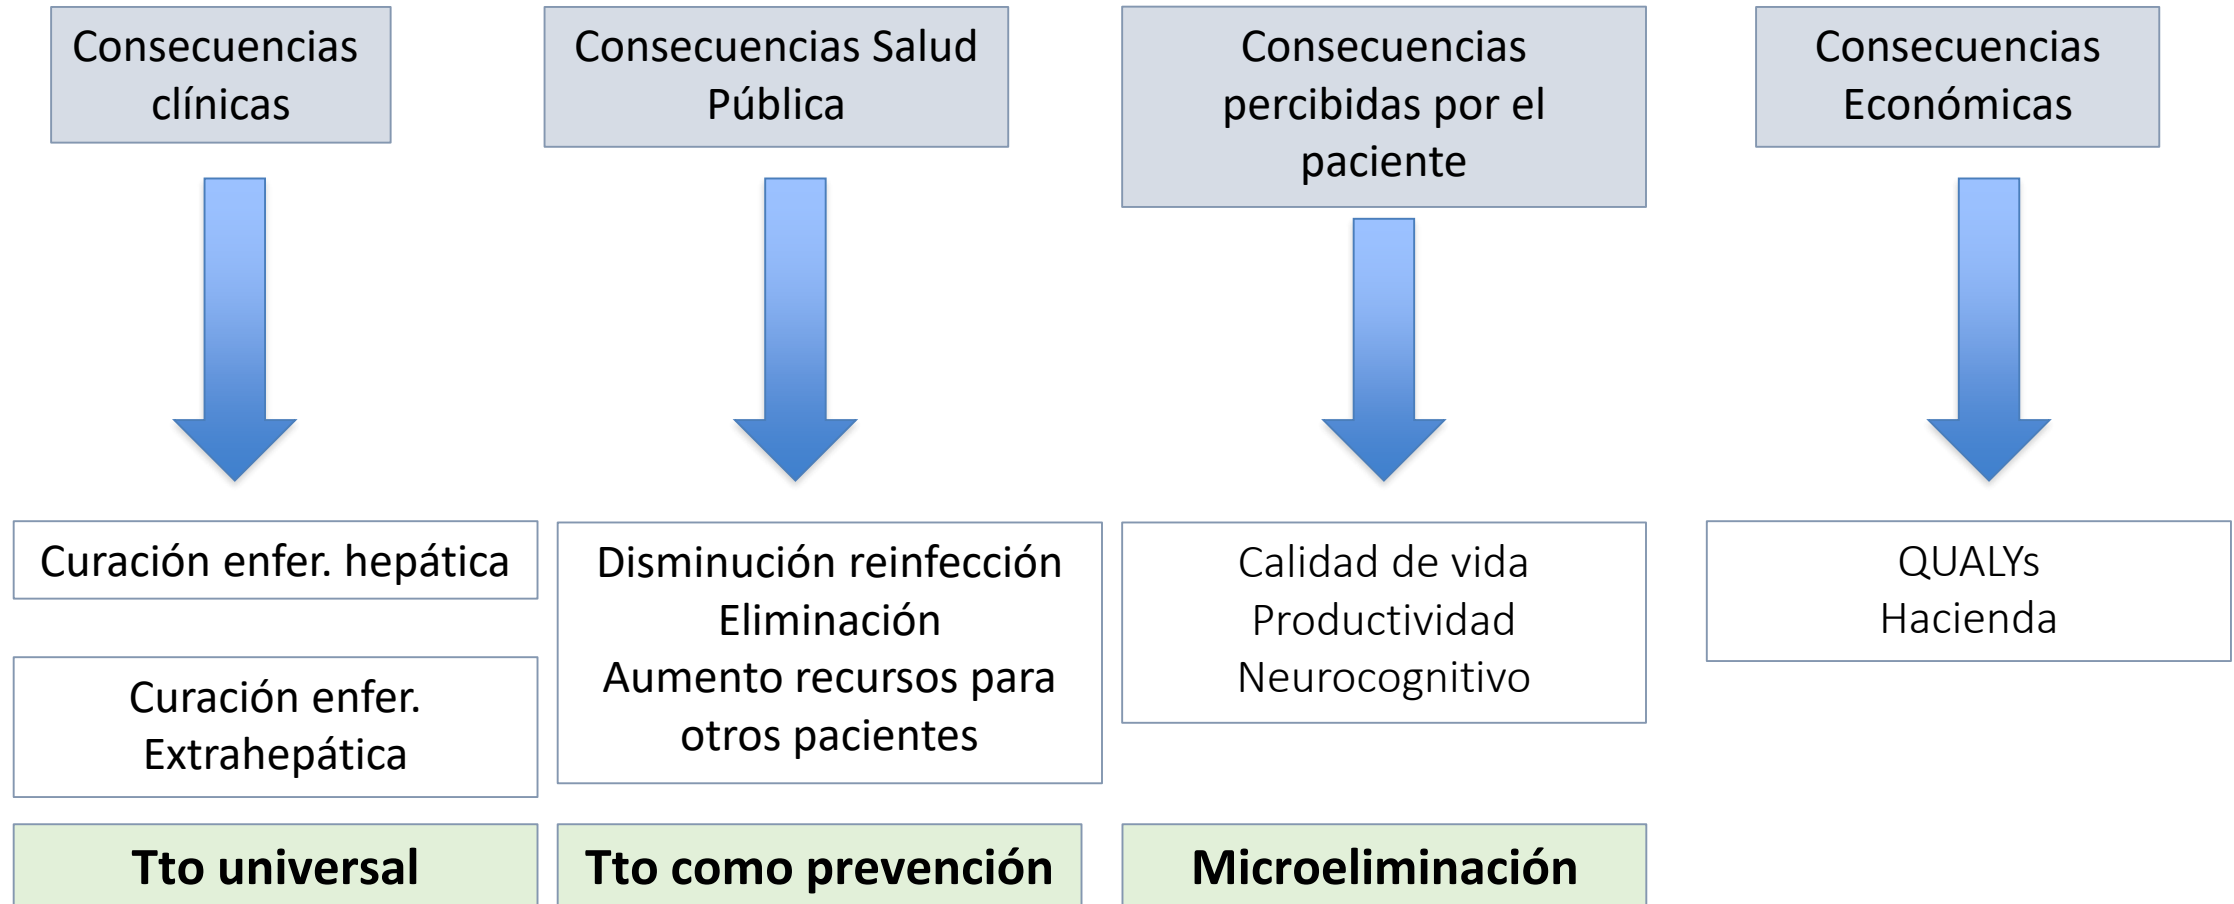 Consecuencias
clínicas
Consecuencias Salud
Pública
Consecuencias
percibidas por el
paciente
Consecuencias
Económicas
Curación enfer. hepática
Curación enfer.
Extrahepática
Disminución reinfección
Eliminación
Aumento recursos para
otros pacientes
Calidad de vida
Productividad
Neurocognitivo
QUALYs
Hacienda
Tto universal
Tto como prevención
Microeliminación